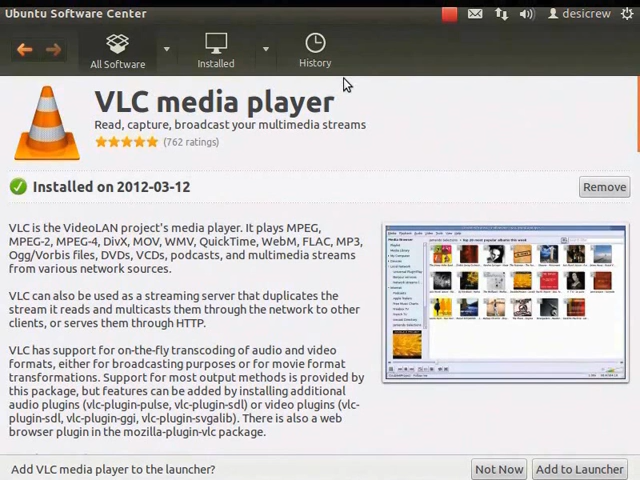 Ubuntu Software Center
desicrew
All Software
Installed
History
VLC media player
Read, capture, broadcast your multimedia streams
(762 ratings)
Installed on 2012-03-12
Remove
VLC is the VideoLAN project's media player. It plays MPEG,
MPEG-2, MPEG-4, DivX, MOV, WMV, QuickTime, WebM, FLAC, MP3,
Ogg/Vorbis files, DVDs, VCDs, podcasts, and multimedia streams
from various network sources.
VLC can also be used as a streaming server that duplicates the
stream it reads and multicasts them through the network to other
clients, or serves them through HTTP.
VLC has support for on-the-fly transcoding of audio and video
formats, either for broadcasting purposes or for movie format
transformations. Support for most output methods is provided by
this package, but features can be added by installing additional
audio plugins (vlc-plugin-pulse, vlc-plugin-sdl) or video plugins (vlc-
plugin-sdl, vlc-plugin-ggi, vlc-plugin-svgalib). There is also a web
browser plugin in the mozilla-plugin-vlc package.
Add VLC media player to the launcher?
Not Now
Add to Launcher